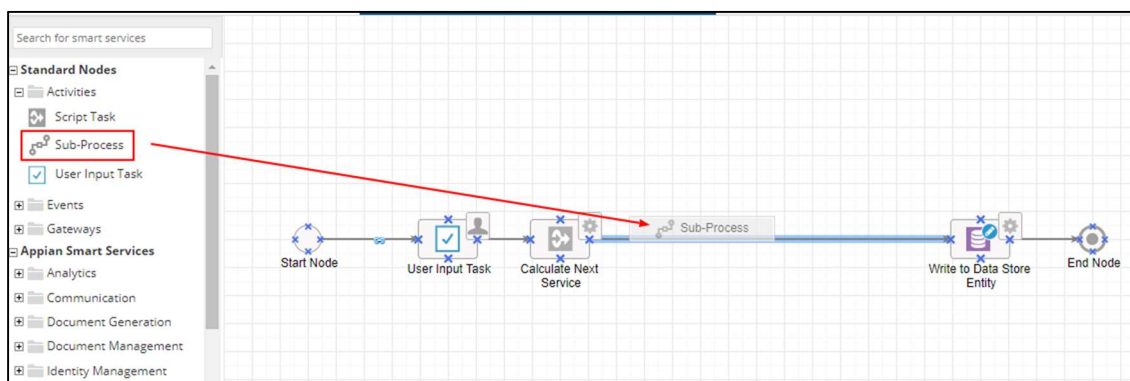 Search for smart services
Standard Nodes
Activities
Script Task
Sub-Process
User Input Task
Events
Gateways
Appian Smart Services
Analytics
Communication
Document Generation
Document Management
Identity Management
Sub-Process
Start Node
User Input Task
Calculate Next
Service
Write to Data Store
Entity
End Node